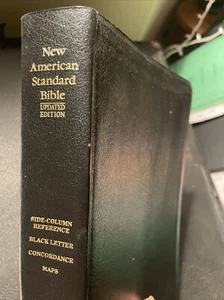 New
American
Standard
Bible
UPDATED
EDITION
SIDE-COLUMN
REFERENCE
BLACK LETTER
CONCORDANCE
MAPS